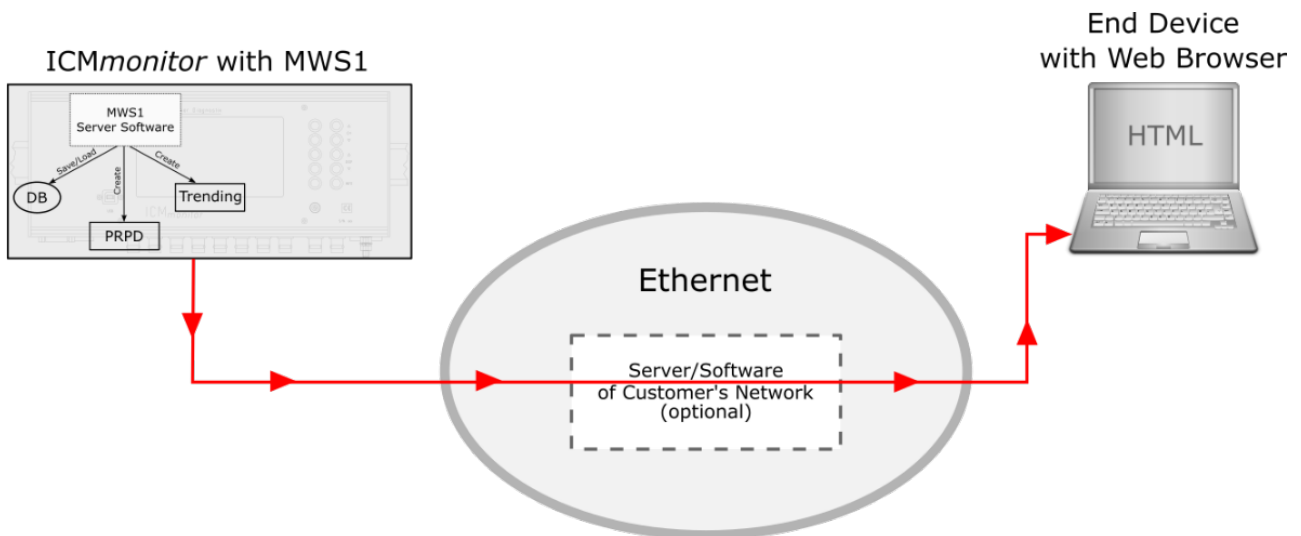 ICMmonitor with MWS1
End Device
with Web Browser
MWS1
Server Software
Save/Load
Create
Create
DB
Trending
PRPD
HTML
Ethernet
Server/Software
of Customer's Network
(optional)